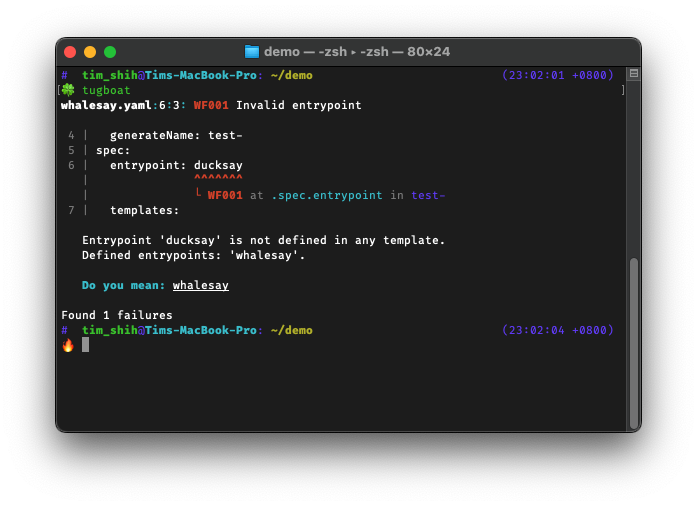 demo — -zsh ▸ -zsh — 80×24
#  tim_shih@Tims-MacBook-Pro: ~/demo (23:02:01 +0800)
[🍀 tugboat ]
whalesay.yaml:6:3: WF001 Invalid entrypoint
4 |   generateName: test-
5 | spec:
6 |   entrypoint: ducksay
|               ^^^^^^^
|               └ WF001 at .spec.entrypoint in test-
7 |   templates:
Entrypoint 'ducksay' is not defined in any template.
Defined entrypoints: 'whalesay'.
Do you mean: whalesay
Found 1 failures
#  tim_shih@Tims-MacBook-Pro: ~/demo (23:02:04 +0800)
🔥